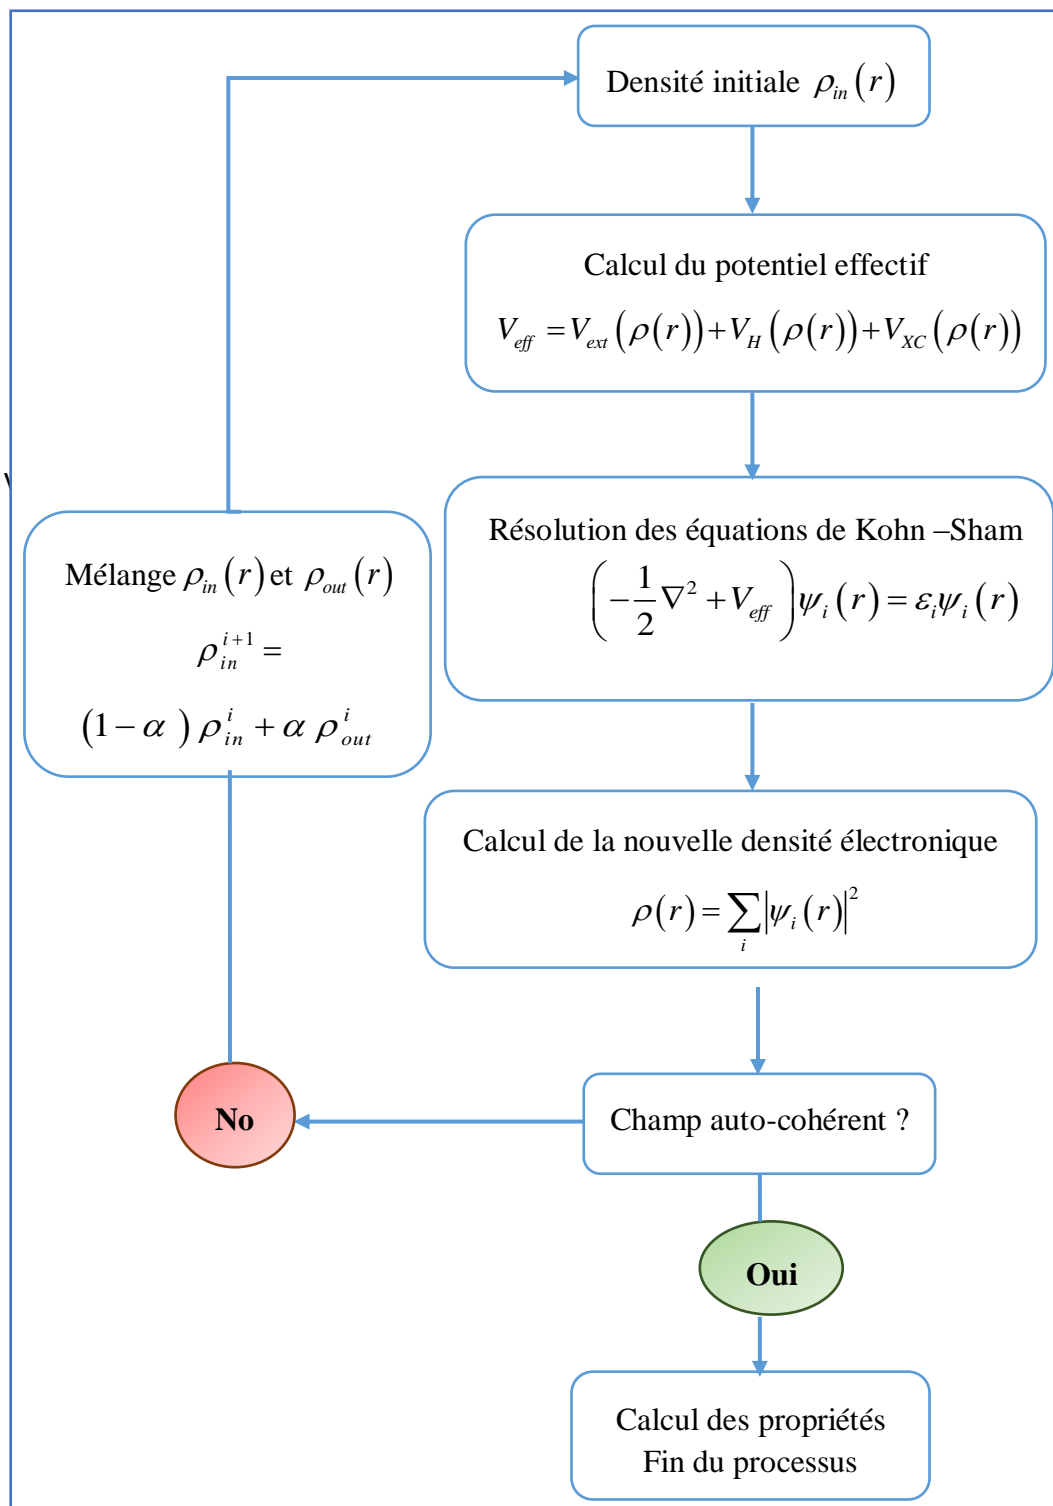 Densité initiale ρ_in(r)
Calcul du potentiel effectif
V_eff = V_ext(ρ(r)) + V_H(ρ(r)) + V_XC(ρ(r))
Résolution des équations de Kohn –Sham
(-1/2 ∇² + V_eff) ψ_i(r) = ε_i ψ_i(r)
Mélange ρ_in(r) et ρ_out(r)
ρ_in^{i+1} =
(1-α ) ρ_in^i + α ρ_out^i
Calcul de la nouvelle densité électronique
ρ(r) = ∑_i |ψ_i(r)|²
No
Champ auto-cohérent ?
Oui
Calcul des propriétés
Fin du processus